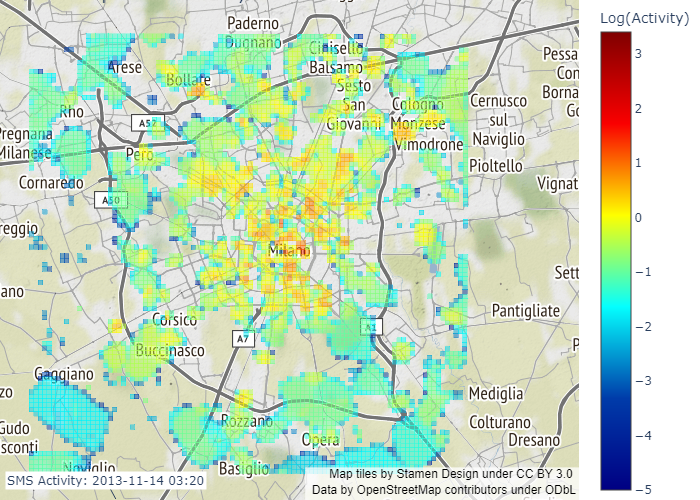 Log(Activity)
3
2
1
0
−1
−2
−3
−4
−5
Paderno
Dugnano
Cinisello
Balsamo
Sesto
San
Giovanni
Arese
Bollate
Rho
A52
Pregnana
Milanese
Pero
Cornaredo
A50
Cologno
Monzese
Vimodrone
Cernusco
sul
Naviglio
Pioltello
Milano
Corsico
Buccinasco
A7
A1
Gaggiano
Rozzano
Opera
Basiglio
Noviglio
Pantigliate
Mediglia
Colturano
Dresano
Pessa
Con
Borna
Go
Vignat
Sett
P
reggio
ano
zo
Gudo
sconti
SMS Activity: 2013-11-14 03:20
Map tiles by Stamen Design under CC BY 3.0
Data by OpenStreetMap contributors under ODbL